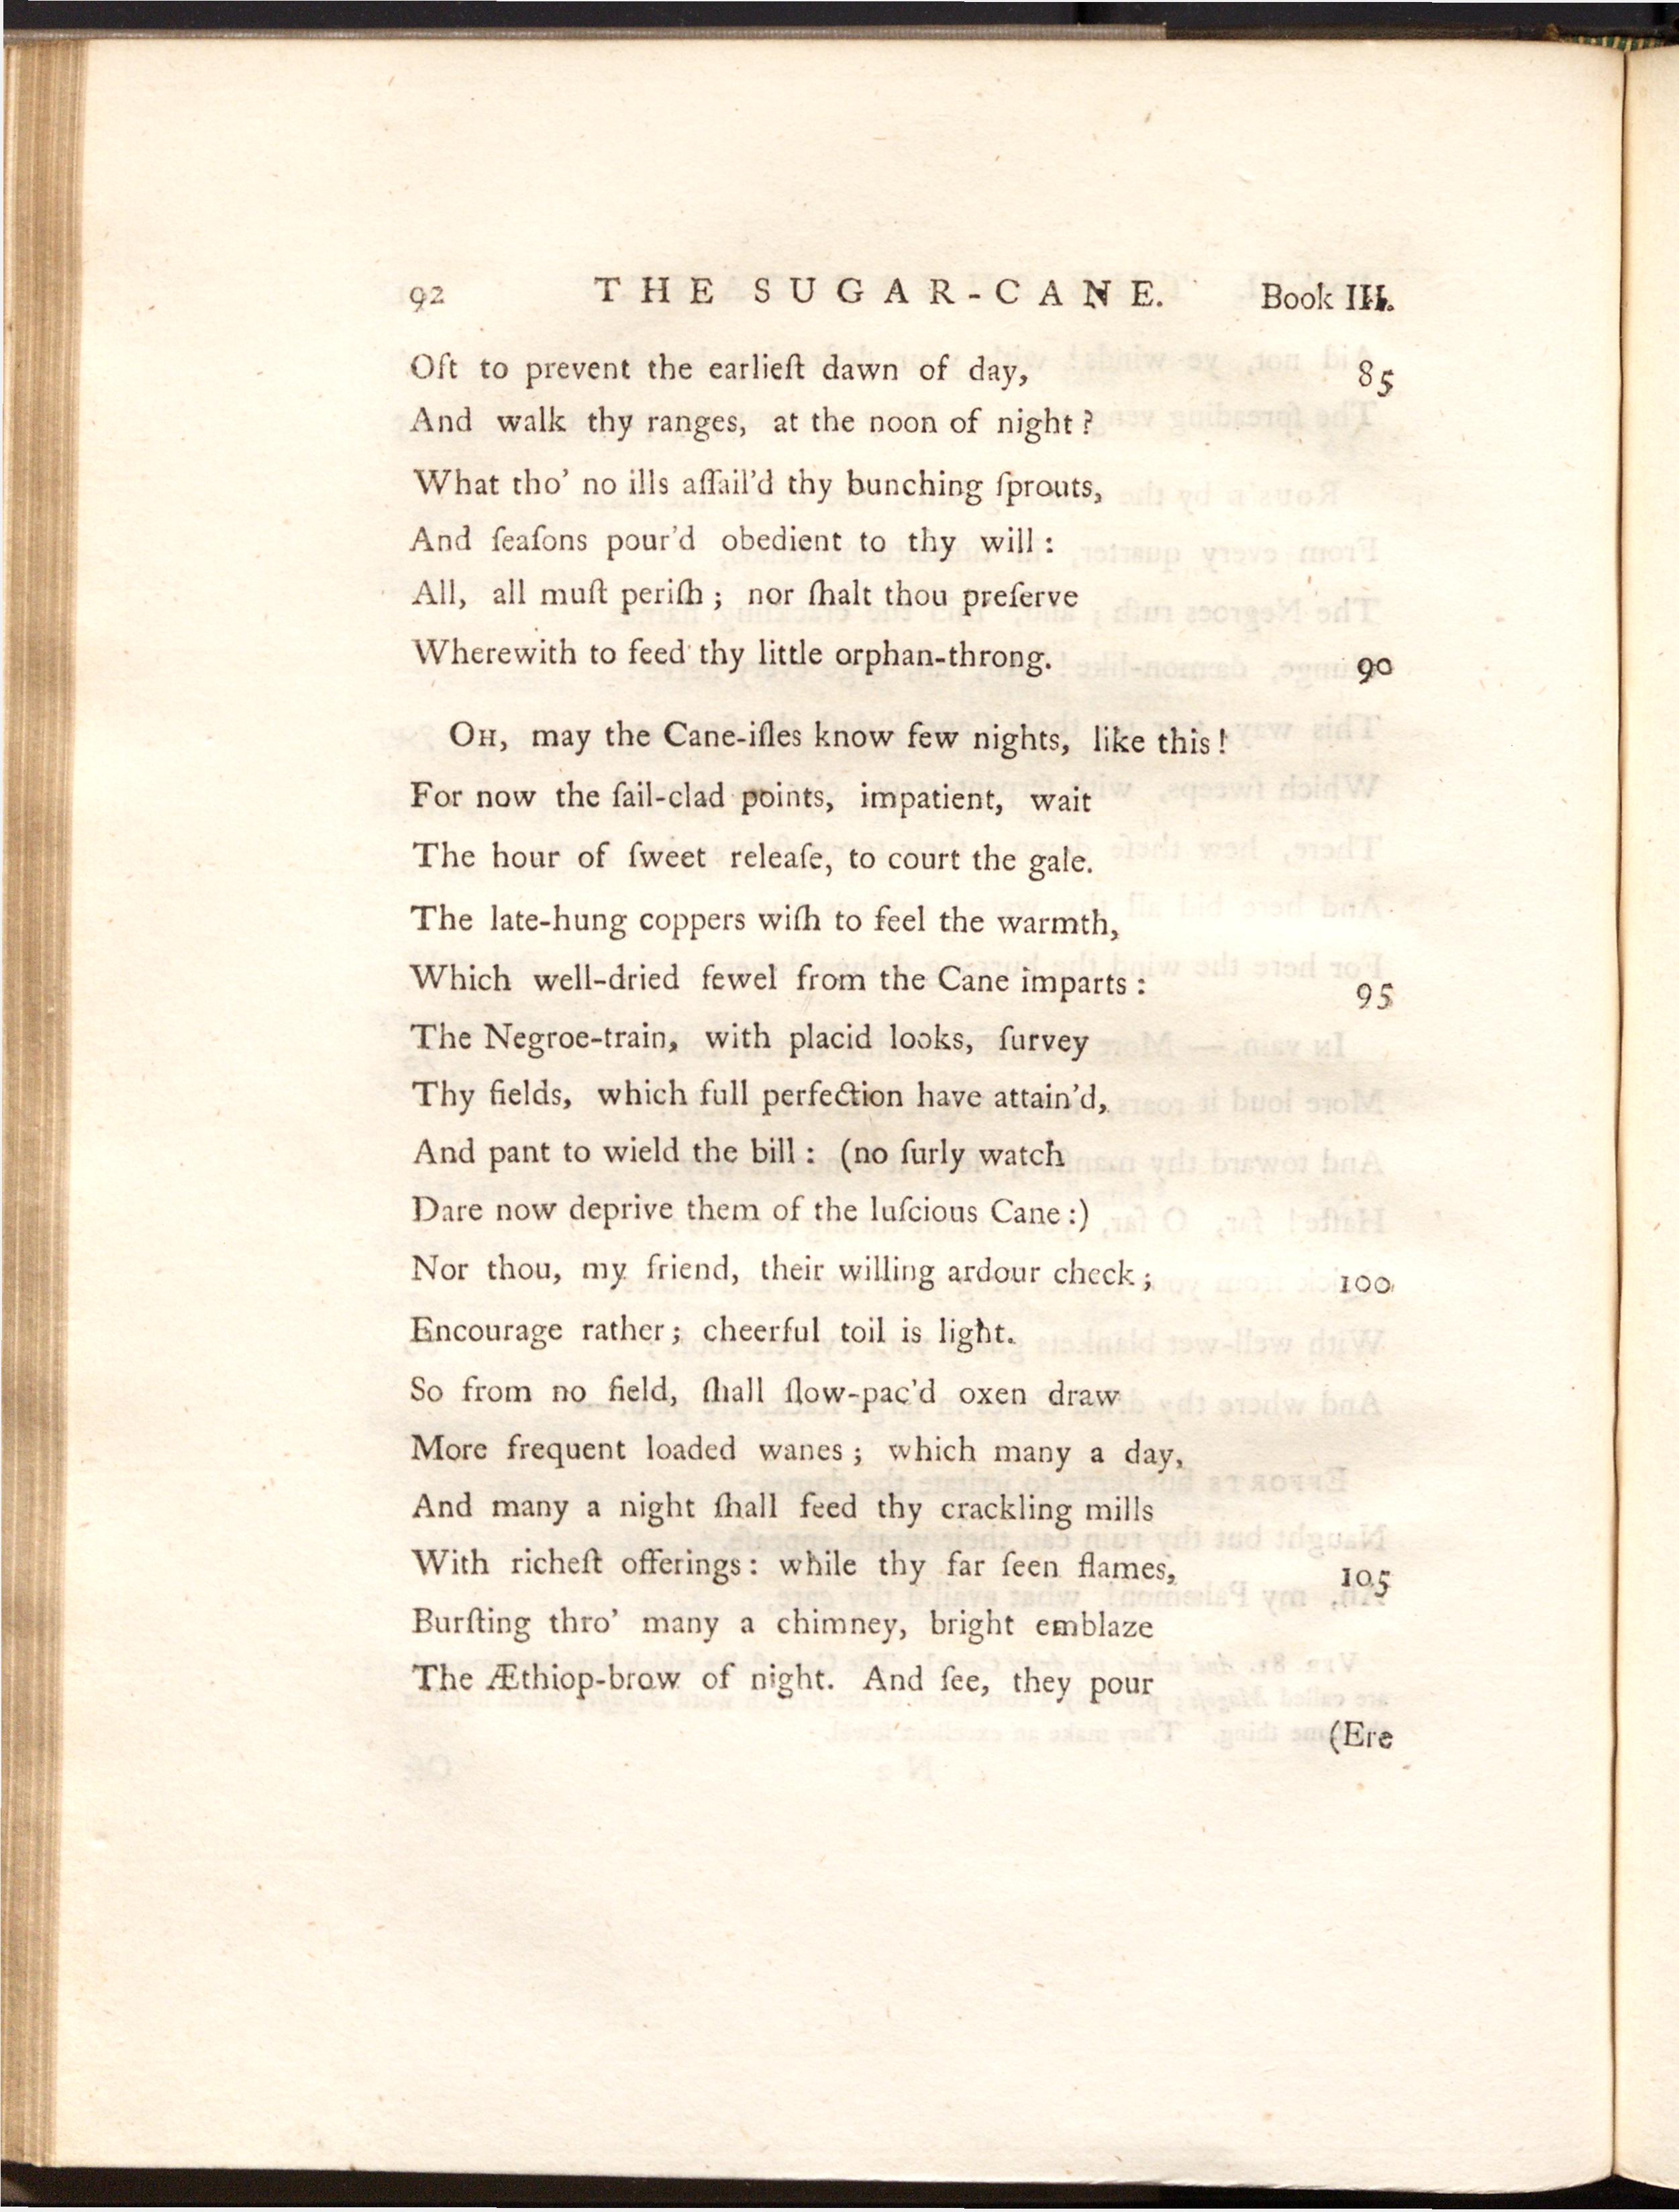 92 THE SUGAR-CANE. Book III.
Oft to prevent the earlieſt dawn of day, 85
And walk thy ranges, at the noon of night?
What tho' no ills aſſail'd thy bunching ſprouts,
And ſeaſons pour'd obedient to thy will:
All, all muſt periſh; nor ſhalt thou preſerve
Wherewith to feed thy little orphan-throng. 90
OH, may the Cane-iſles know few nights, like this!
For now the ſail-clad points, impatient, wait
The hour of ſweet releaſe, to court the gale.
The late-hung coppers wiſh to feel the warmth,
Which well-dried fewel from the Cane imparts: 95
The Negroe-train, with placid looks, ſurvey
Thy fields, which full perfection have attain'd,
And pant to wield the bill: (no ſurly watch
Dare now deprive them of the luſcious Cane:)
Nor thou, my friend, their willing ardour check; 100
Encourage rather; cheerful toil is light.
So from no field, ſhall ſlow-pac'd oxen draw
More frequent loaded wanes; which many a day,
And many a night ſhall feed thy crackling mills
With richeſt offerings: while thy far ſeen flames, 105
Burſting thro' many a chimney, bright emblaze
The Æthiop-brow of night. And ſee, they pour
(Ere